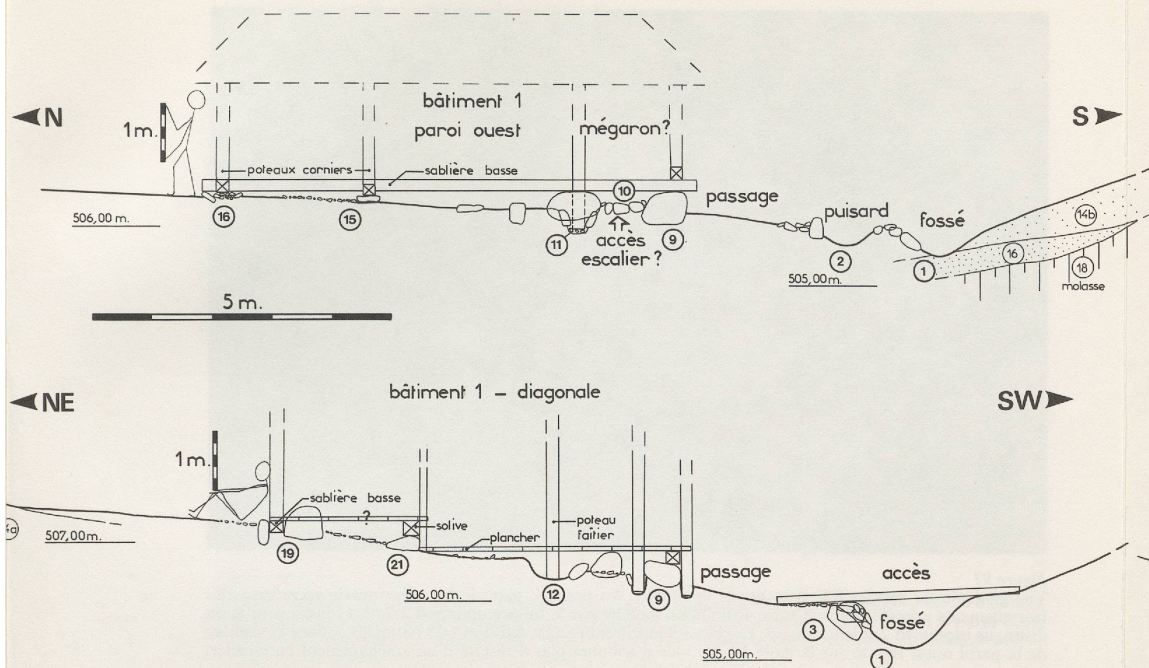 N
S
1m.
bâtiment 1
paroi ouest
mégaron?
poteaux corniers
sablière basse
passage
puisard
fossé
16
15
11
10
9
accès
escalier ?
2
1
14b
16
18
molasse
506,00 m.
505,00m.
5 m.
bâtiment 1 – diagonale
NE
SW
1m.
sablière basse
?
solive
plancher
poteau
faîtier
passage
accès
fossé
507,00m.
19
21
506,00 m.
12
9
3
1
505,00 m.